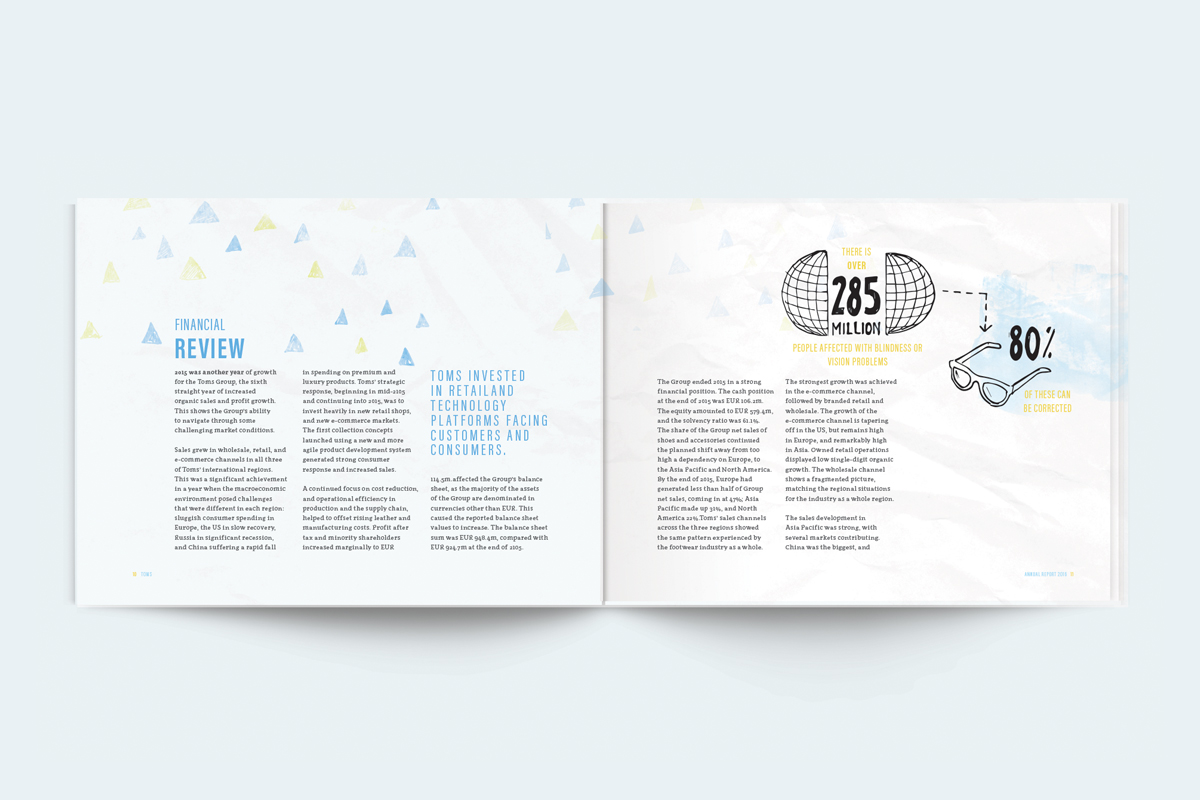 FINANCIAL
REVIEW
2015 was another year of growth
for the Toms Group, the sixth
straight year of increased
organic sales and profit growth.
This shows the Group's ability
to navigate through some
challenging market conditions.
Sales grew in wholesale, retail, and
e-commerce channels in all three
of Toms' international regions.
This was a significant achievement
in a year when the macroeconomic
environment posed challenges
that were different in each region:
sluggish consumer spending in
Europe, the US in slow recovery,
Russia in significant recession,
and China suffering a rapid fall
in spending on premium and
luxury products. Toms' strategic
response, beginning in mid-2015
and continuing into 2015, was to
invest heavily in new retail shops,
and new e-commerce markets.
The first collection concepts
launched using a new and more
agile product development system
generated strong consumer
response and increased sales.
A continued focus on cost reduction,
and operational efficiency in
production and the supply chain,
helped to offset rising leather and
manufacturing costs. Profit after
tax and minority shareholders
increased marginally to EUR
TOMS INVESTED
IN RETAILAND
TECHNOLOGY
PLATFORMS FACING
CUSTOMERS AND
CONSUMERS.
114.5m.affected the Group's balance
sheet, as the majority of the assets
of the Group are denominated in
currencies other than EUR. This
caused the reported balance sheet
values to increase. The balance sheet
sum was EUR 948.4m, compared with
EUR 924.7m at the end of 2105.
TOMS
THERE IS
OVER
285
MILLION
PEOPLE AFFECTED WITH BLINDNESS OR
VISION PROBLEMS
80%
OF THESE CAN
BE CORRECTED
The Group ended 2015 in a strong
financial position. The cash position
at the end of 2015 was EUR 106.2m.
The equity amounted to EUR 579.4m,
and the solvency ratio was 61.1%.
The share of the Group net sales of
shoes and accessories continued
the planned shift away from too
high a dependency on Europe, to
the Asia Pacific and North America.
By the end of 2015, Europe had
generated less than half of Group
net sales, coming in at 47%; Asia
Pacific made up 31%, and North
America 22%.Toms' sales channels
across the three regions showed
the same pattern experienced by
the footwear industry as a whole.
The strongest growth was achieved
in the e-commerce channel,
followed by branded retail and
wholesale. The growth of the
e-commerce channel is tapering
off in the US, but remains high
in Europe, and remarkably high
in Asia. Owned retail operations
displayed low single-digit organic
growth. The wholesale channel
shows a fragmented picture,
matching the regional situations
for the industry as a whole region.
The sales development in
Asia Pacific was strong, with
several markets contributing.
China was the biggest, and
ANNUAL REPORT